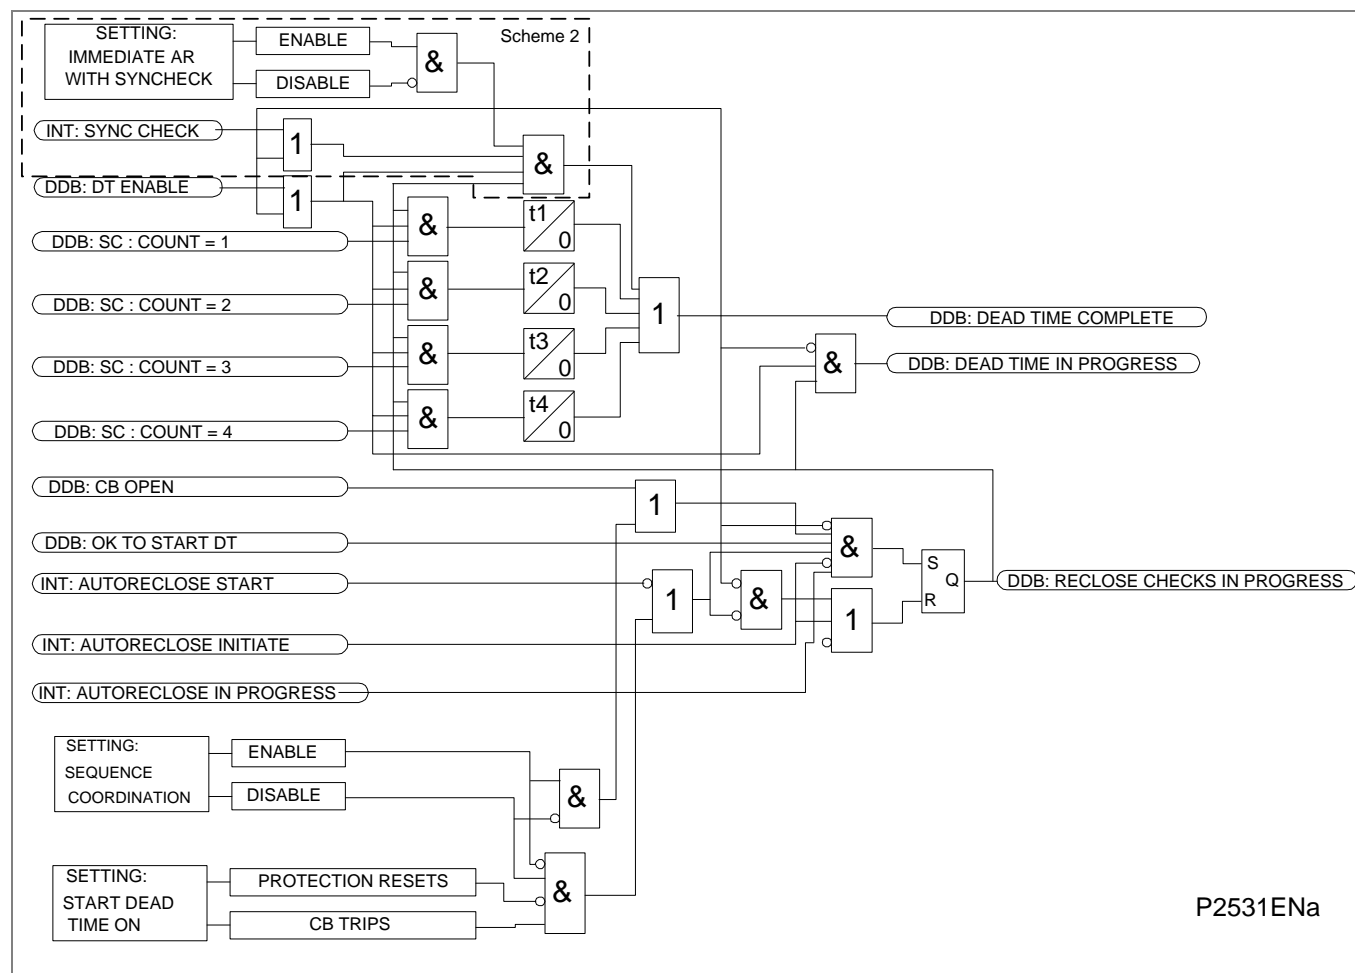 SETTING:
IMMEDIATE AR
WITH SYNCHECK
ENABLE
DISABLE
&
Scheme 2
INT: SYNC CHECK
1
&
DDB: DT ENABLE
1
DDB: SC : COUNT = 1
&
t1
0
DDB: SC : COUNT = 2
&
t2
0
1
DDB: DEAD TIME COMPLETE
DDB: SC : COUNT = 3
&
t3
0
&
DDB: DEAD TIME IN PROGRESS
DDB: SC : COUNT = 4
&
t4
0
DDB: CB OPEN
1
DDB: OK TO START DT
&
INT: AUTORECLOSE START
1
&
1
S
Q
R
DDB: RECLOSE CHECKS IN PROGRESS
INT: AUTORECLOSE INITIATE
INT: AUTORECLOSE IN PROGRESS
SETTING:
SEQUENCE
COORDINATION
ENABLE
DISABLE
&
SETTING:
START DEAD
TIME ON
PROTECTION RESETS
CB TRIPS
&
P2531ENa